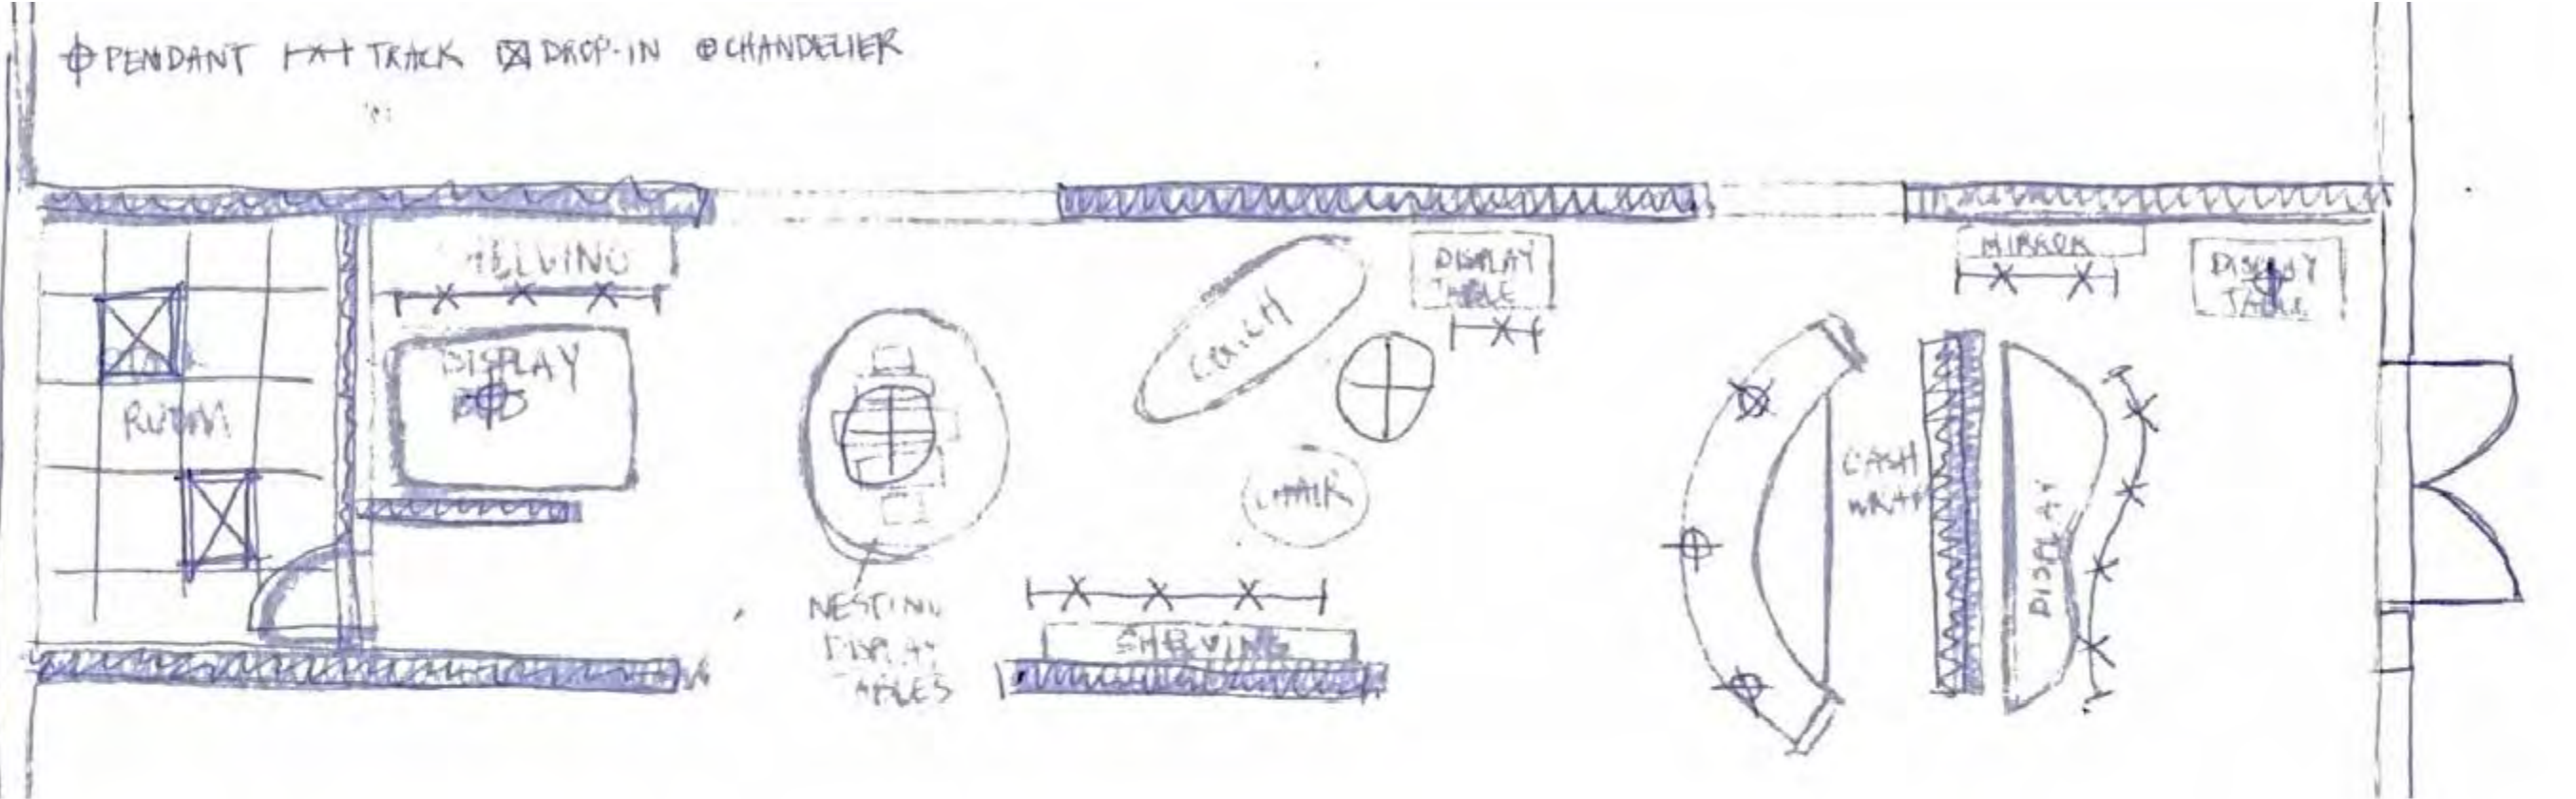 PENDANT TRACK DROP-IN CHANDELIER
SHELVING
DISPLAY
ROOM
COUCH
DISPLAY
TABLE
CHAIR
NESTING
DISPLAY
TABLES
SHELVING
CASH
WRAP
DISPLAY
MIRROR
DISPLAY
TABLE